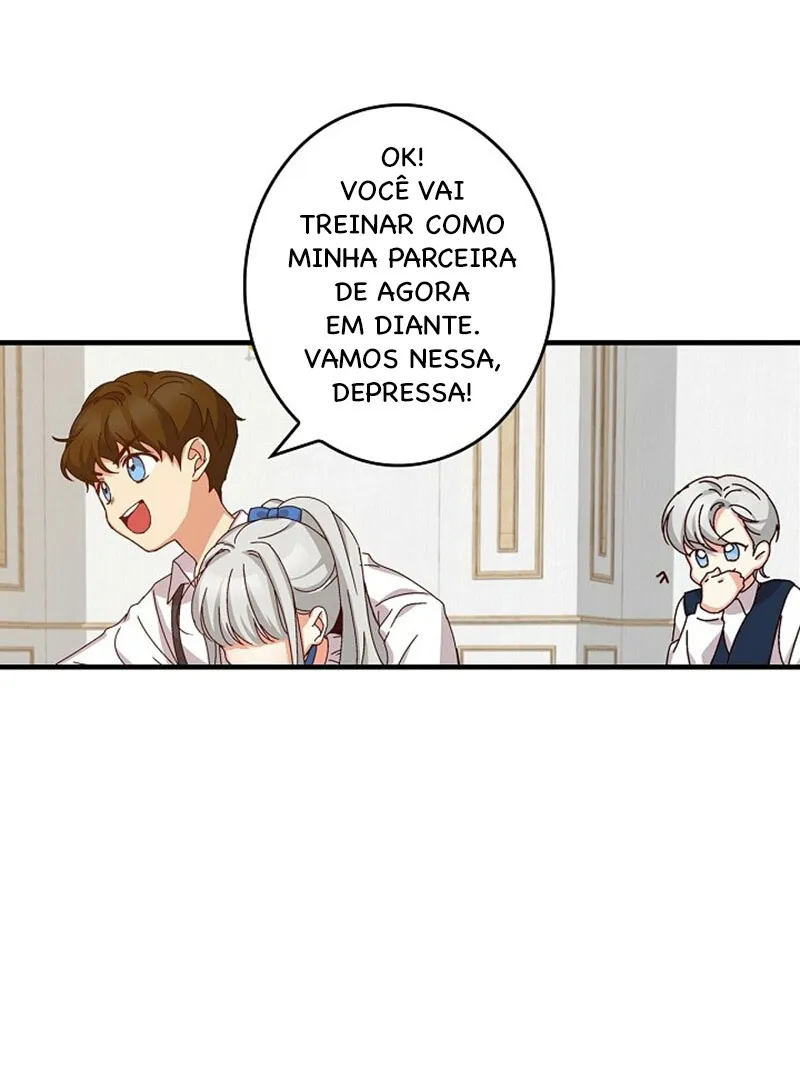 OK!
VOCÊ VAI
TREINAR COMO
MINHA PARCEIRA
DE AGORA
EM DIANTE.
VAMOS NESSA,
DEPRESSA!